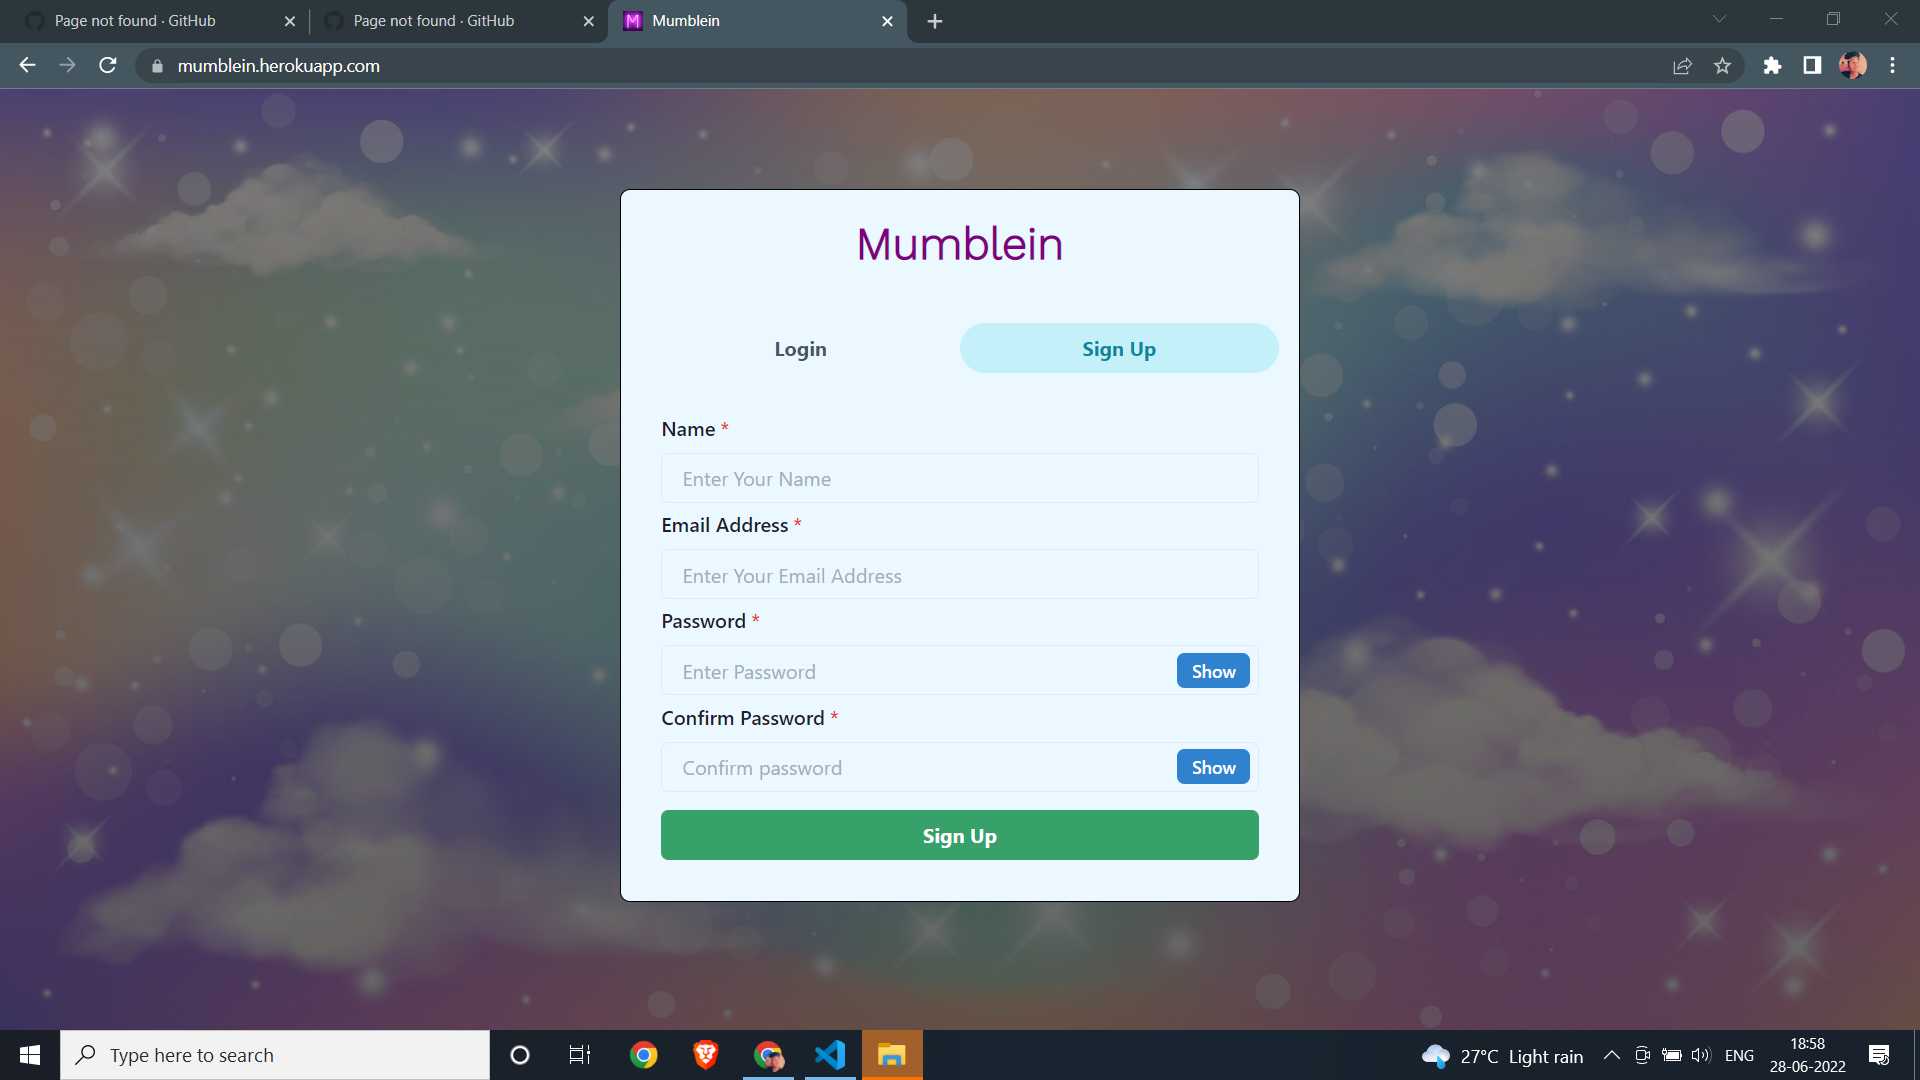 Page not found · GitHub
Page not found · GitHub
M Mumblein
mumblein.herokuapp.com
Mumblein
Login
Sign Up
Name *
Enter Your Name
Email Address *
Enter Your Email Address
Password *
Enter Password
Show
Confirm Password *
Confirm password
Show
Sign Up
Type here to search
27°C Light rain
ENG
18:58
28-06-2022